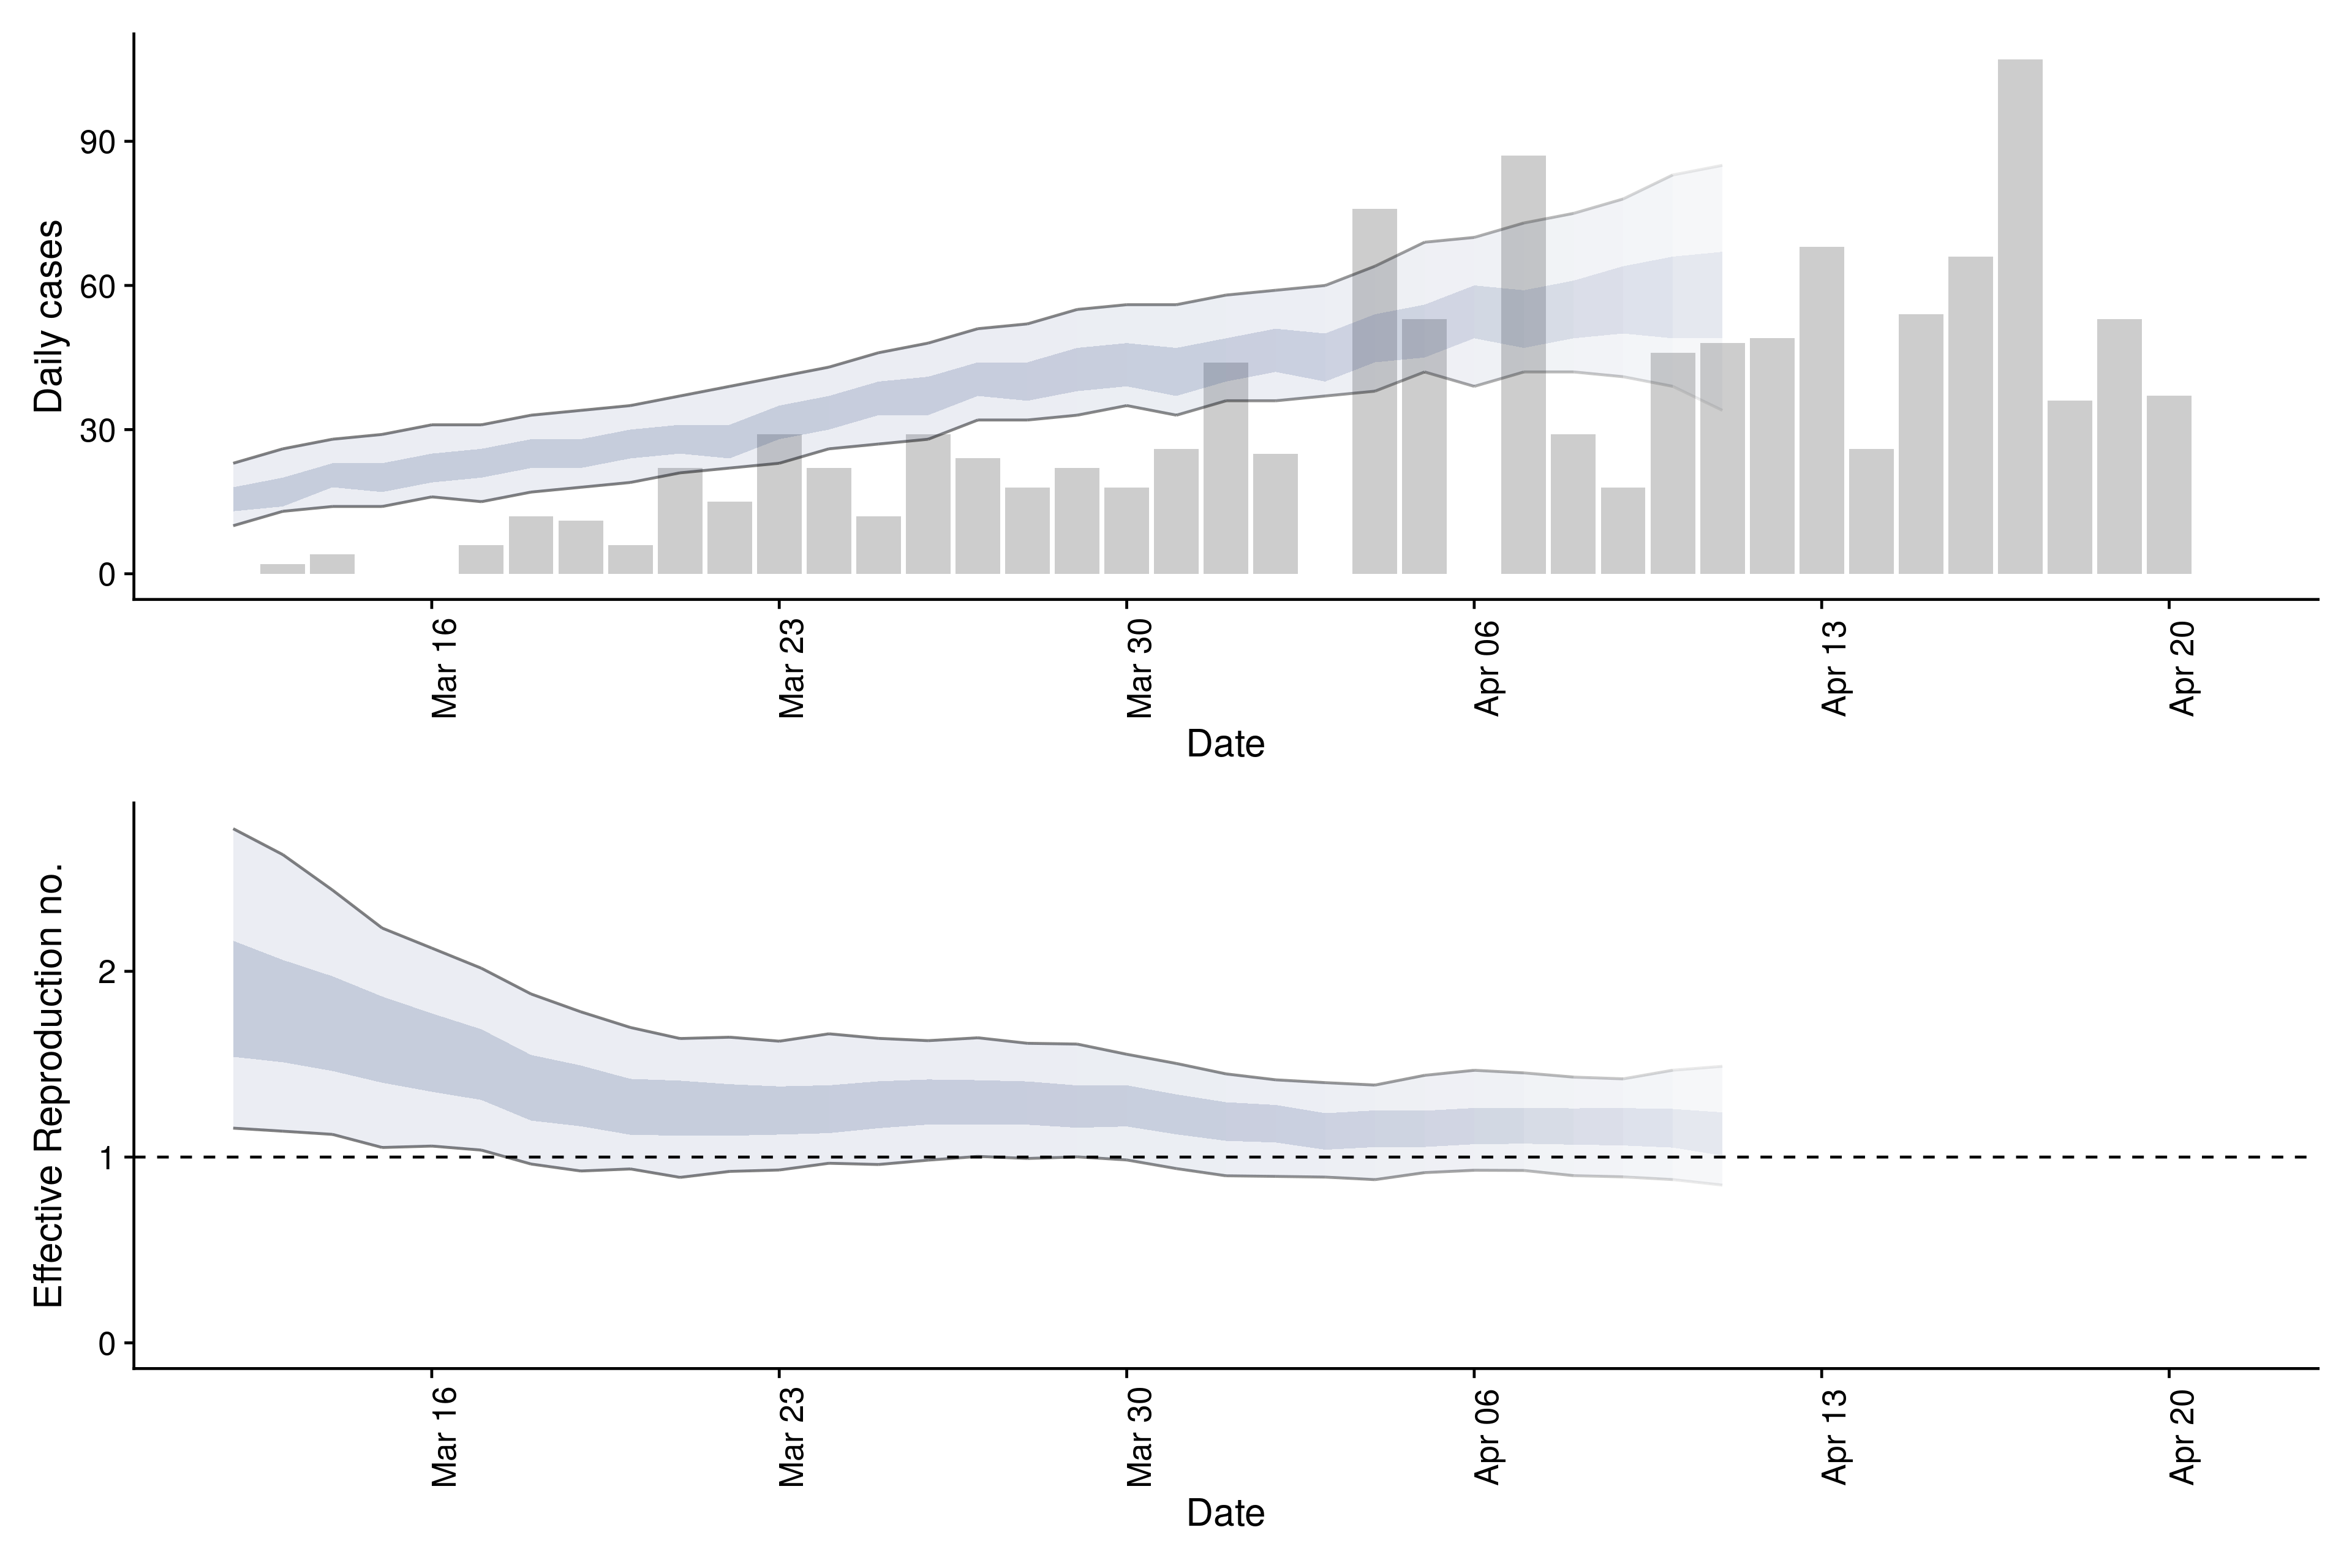 Daily cases
90
60
30
0
Mar 16
Mar 23
Mar 30
Apr 06
Apr 13
Apr 20
Date
Effective Reproduction no.
2
1
0
Mar 16
Mar 23
Mar 30
Apr 06
Apr 13
Apr 20
Date